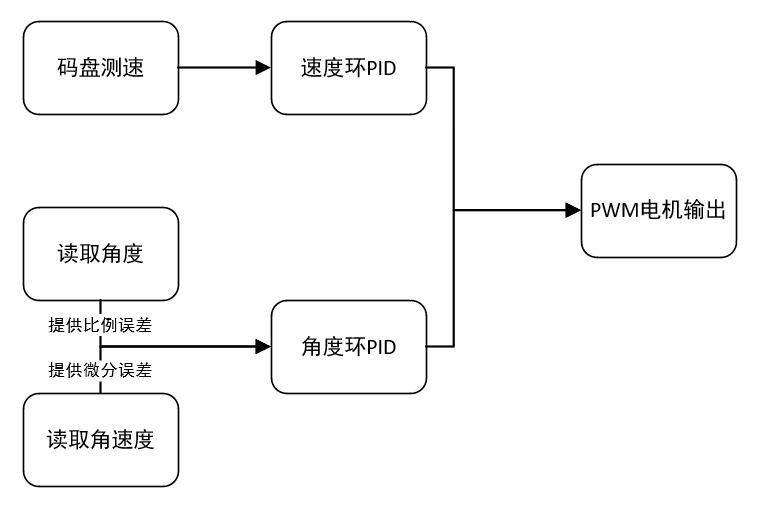 码盘测速
速度环PID
PWM电机输出
读取角度
提供比例误差
角度环PID
提供微分误差
读取角速度